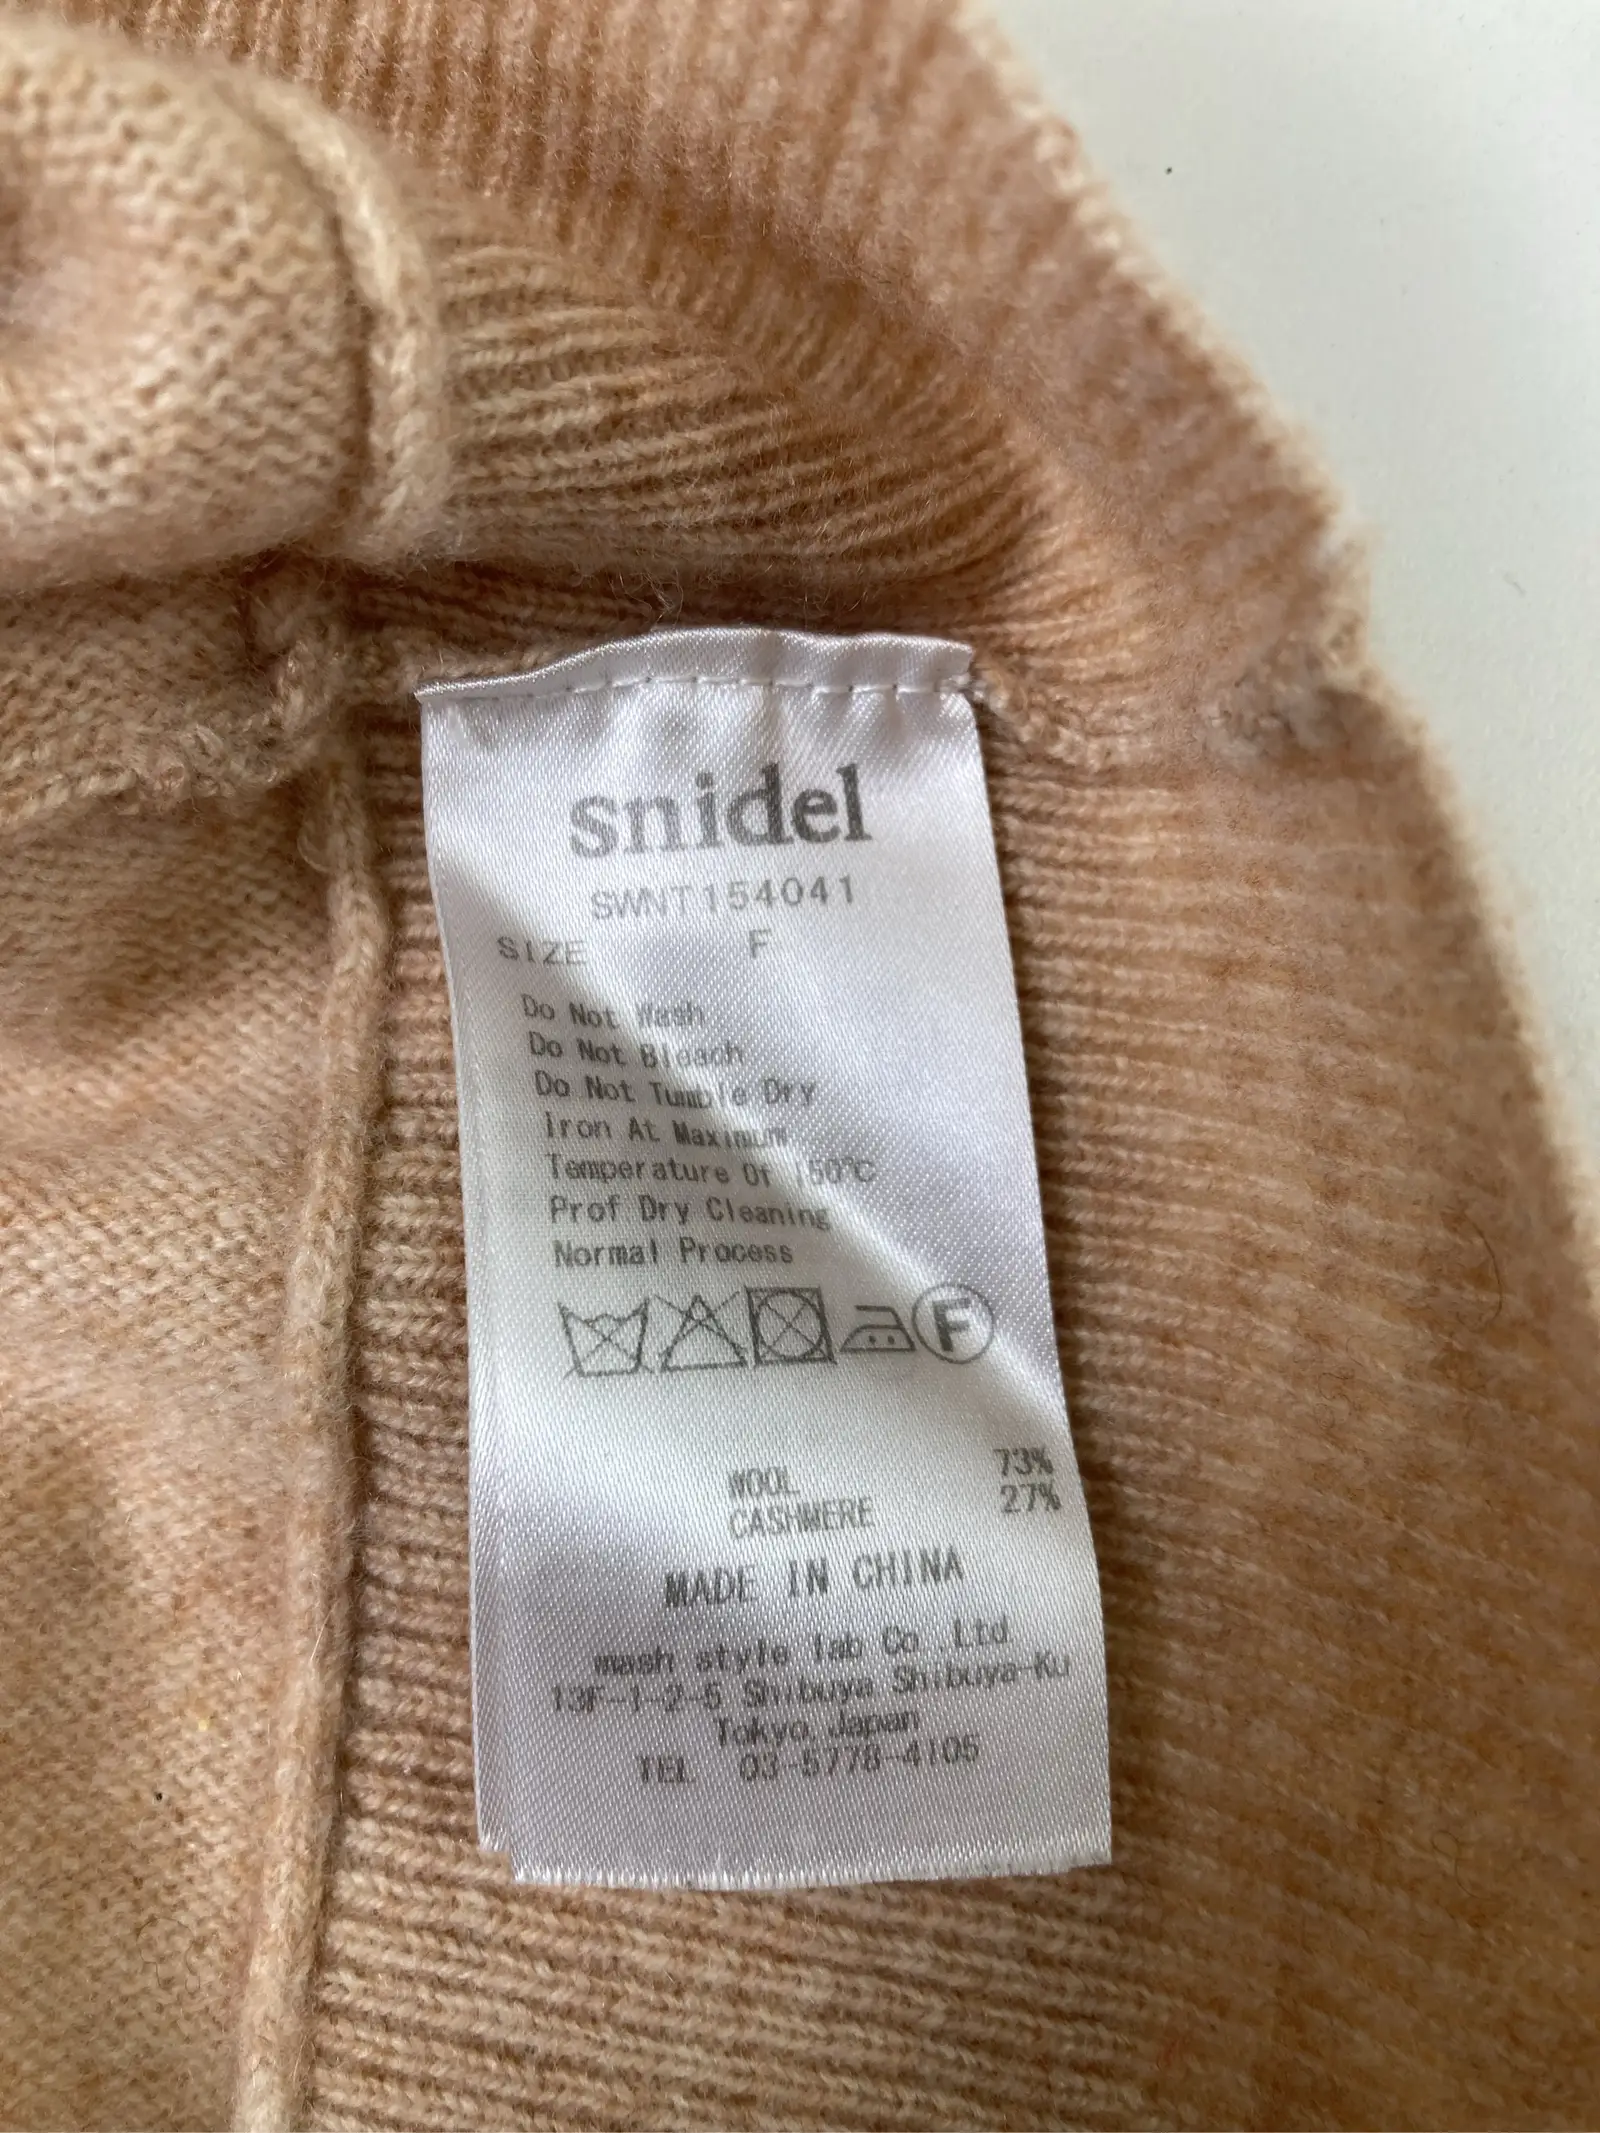 snidel
SWNT154041
SIZE F
Do Not Wash
Do Not Bleach
Do Not Tumble Dry
Iron At Maximum
Temperature Of 150℃
Prof Dry Cleaning
Normal Process
F
WOOL 73%
CASHMERE 27%
MADE IN CHINA
mash style lab Co.,Ltd
13F-1-2-5 Shibuya Shibuya-Ku
Tokyo,Japan
TEL 03-5778-4105